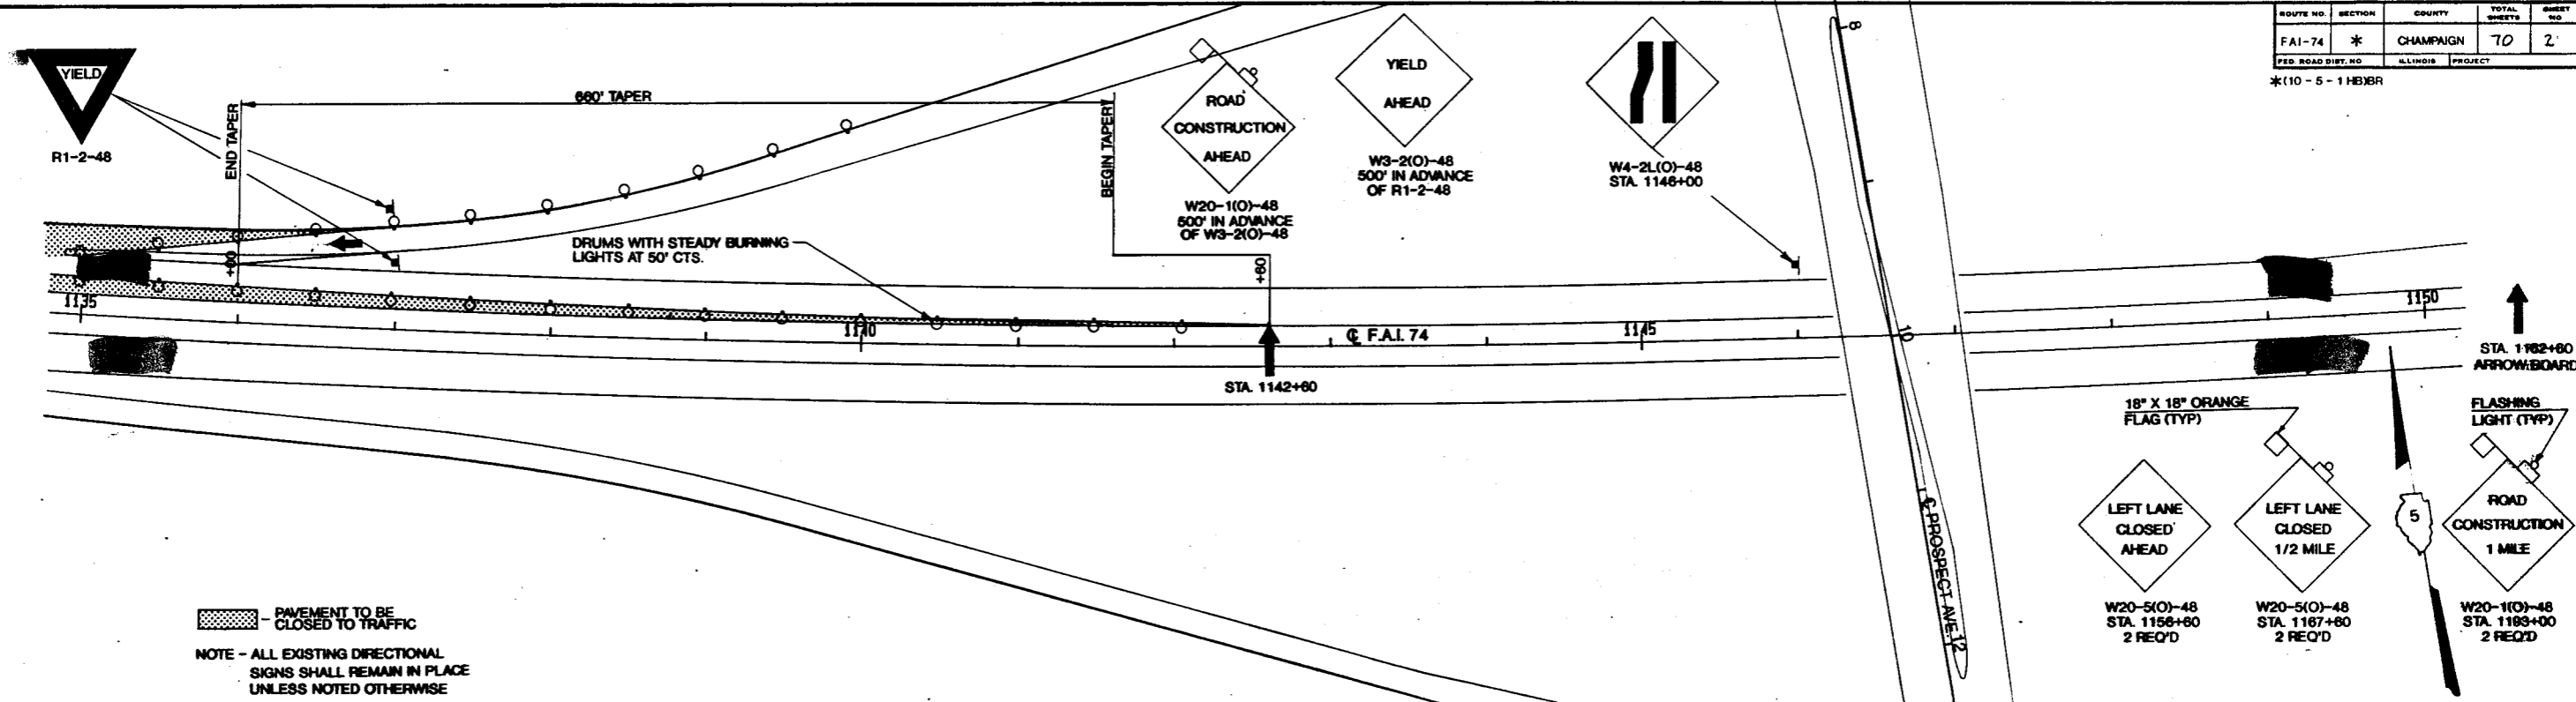 ROUTE NO. SECTION COUNTY TOTAL SHEETS SHEET NO
FAI-74 * CHAMPAIGN 70 2
FED. ROAD DIST. NO ILLINOIS PROJECT
*(10-5-1 HB)BR
YIELD
R1-2-48
END TAPER
660' TAPER
BEGIN TAPER
ROAD
CONSTRUCTION
AHEAD
W20-1(O)-48
500' IN ADVANCE
OF W3-2(O)-48
YIELD
AHEAD
W3-2(O)-48
500' IN ADVANCE
OF R1-2-48
W4-2L(O)-48
STA. 1146+00
8
+00
DRUMS WITH STEADY BURNING
LIGHTS AT 50' CTS.
+60
1135
1140
℄ F.A.I. 74
1145
10
1150
STA. 1142+60
ARROW BOARD
18" X 18" ORANGE
FLAG (TYP)
FLASHING
LIGHT (TYP)
LEFT LANE
CLOSED
AHEAD
W20-5(O)-48
STA. 1156+60
2 REQ'D
LEFT LANE
CLOSED
1/2 MILE
W20-5(O)-48
STA. 1167+60
2 REQ'D
5
ROAD
CONSTRUCTION
1 MILE
W20-1(O)-48
STA. 1193+00
2 REQ'D
℄ PROSPECT AVE.
12
- PAVEMENT TO BE
CLOSED TO TRAFFIC
NOTE - ALL EXISTING DIRECTIONAL
SIGNS SHALL REMAIN IN PLACE
UNLESS NOTED OTHERWISE